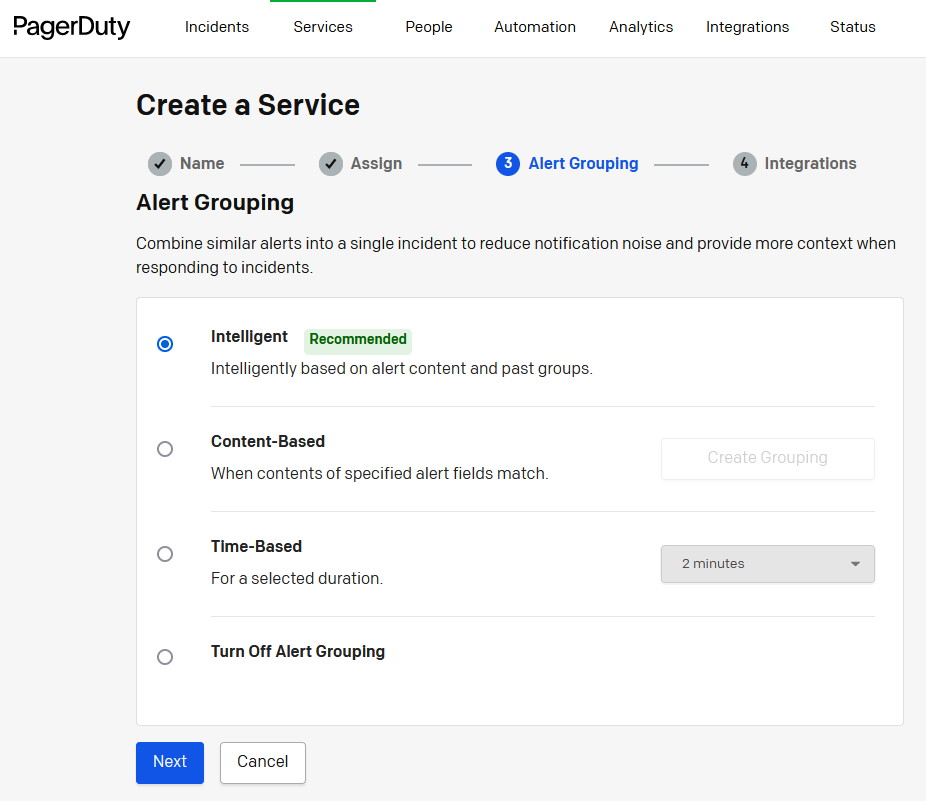 PagerDuty Incidents Services People Automation Analytics Integrations Status
Create a Service
Name Assign 3 Alert Grouping 4 Integrations
Alert Grouping
Combine similar alerts into a single incident to reduce notification noise and provide more context when
responding to incidents.
Intelligent Recommended
Intelligently based on alert content and past groups.
Content-Based
When contents of specified alert fields match.
Create Grouping
Time-Based
For a selected duration.
2 minutes
Turn Off Alert Grouping
Next Cancel